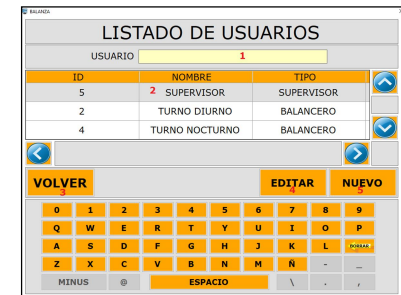 BALANZA
LISTADO DE USUARIOS
USUARIO 1
ID NOMBRE TIPO
5 2 SUPERVISOR SUPERVISOR
2 TURNO DIURNO BALANCERO
4 TURNO NOCTURNO BALANCERO
VOLVER EDITAR NUEVO
3 4 5
0 1 2 3 4 5 6 7 8 9
Q W E R T Y U I O P
A S D F G H J K L BORRAR
Z X C V B N M Ñ - _
MINUS @ ESPACIO \ . ,